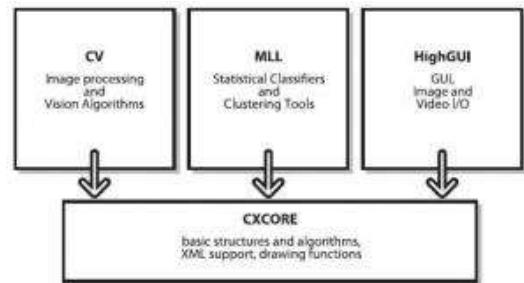 CV
Image processing
and
Vision Algorithms
MLL
Statistical Classifiers
and
Clustering Tools
HighGUI
GUI,
Image and
Video I/O
CXCORE
basic structures and algorithms,
XML support, drawing functions